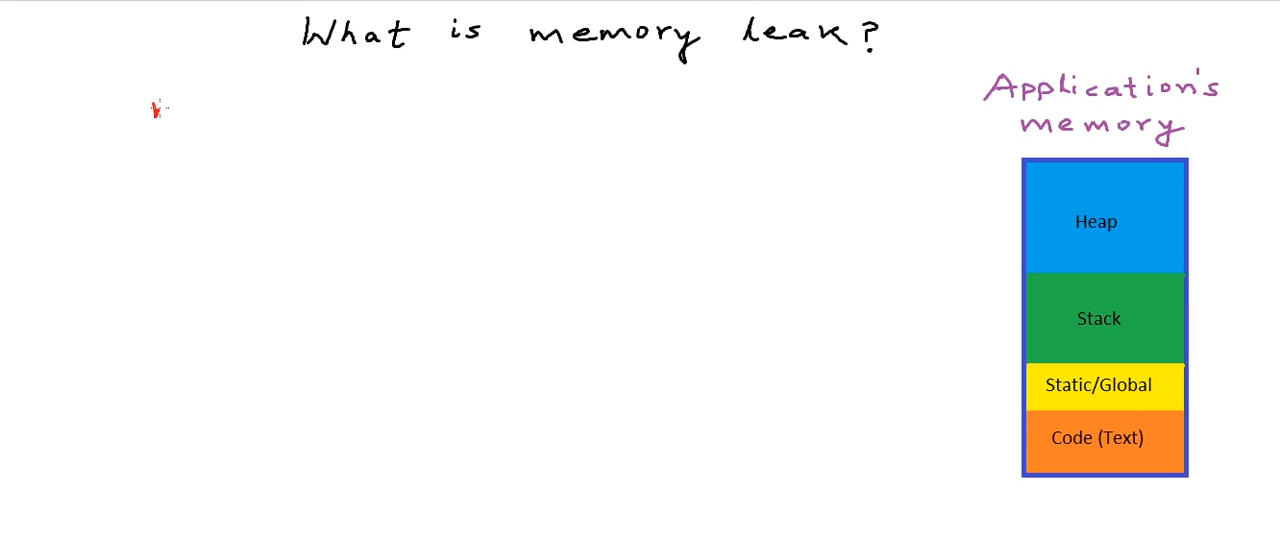 What is memory leak?
Application's
memory
Heap
Stack
Static/Global
Code (Text)